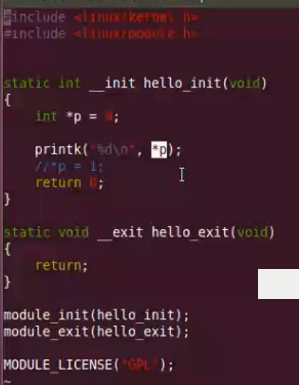 #include <linux/kernel.h>
#include <linux/module.h>
static int __init hello_init(void)
{
int *p = 0;
printk("%d\n", *p);
//*p = 1;
return 0;
}
static void __exit hello_exit(void)
{
return;
}
module_init(hello_init);
module_exit(hello_exit);
MODULE_LICENSE("GPL");
~